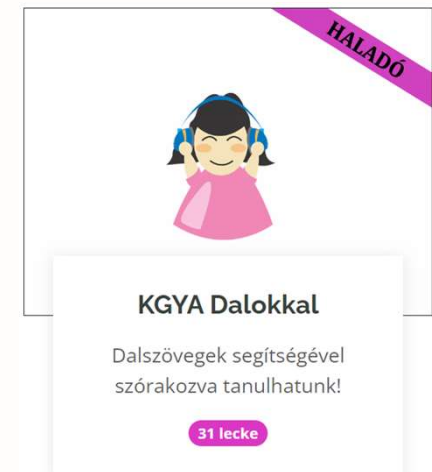 HALADÓ
KGYA Dalokkal
Dalszövegek segítségével
szórakozva tanulhatunk!
31 lecke